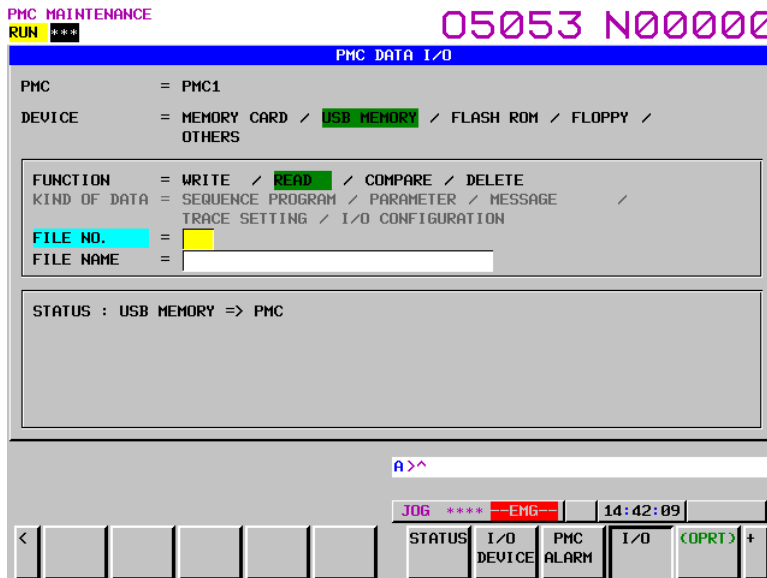 PMC MAINTENANCE
RUN *** O5053 N00000
PMC DATA I/O
PMC = PMC1
DEVICE = MEMORY CARD / USB MEMORY / FLASH ROM / FLOPPY /
OTHERS
FUNCTION = WRITE / READ / COMPARE / DELETE
KIND OF DATA = SEQUENCE PROGRAM / PARAMETER / MESSAGE /
TRACE SETTING / I/O CONFIGURATION
FILE NO. =
FILE NAME =
STATUS : USB MEMORY => PMC
A>^
JOG **** --EMG-- 14:42:09
< STATUS I/O DEVICE PMC ALARM I/O (OPRT) +